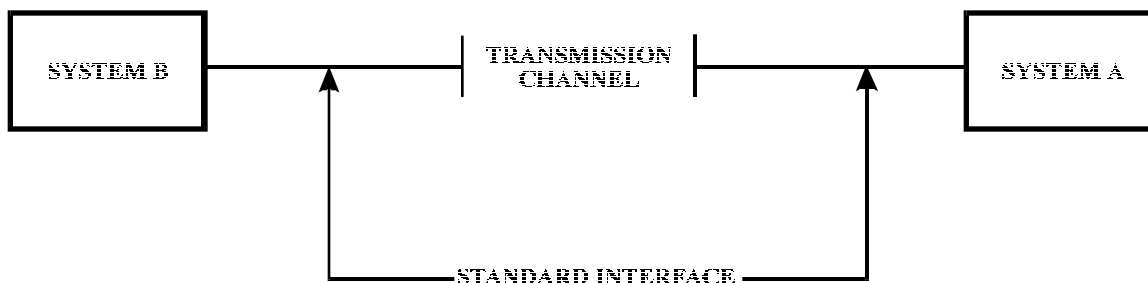 SYSTEM B
TRANSMISSION
CHANNEL
SYSTEM A
STANDARD INTERFACE